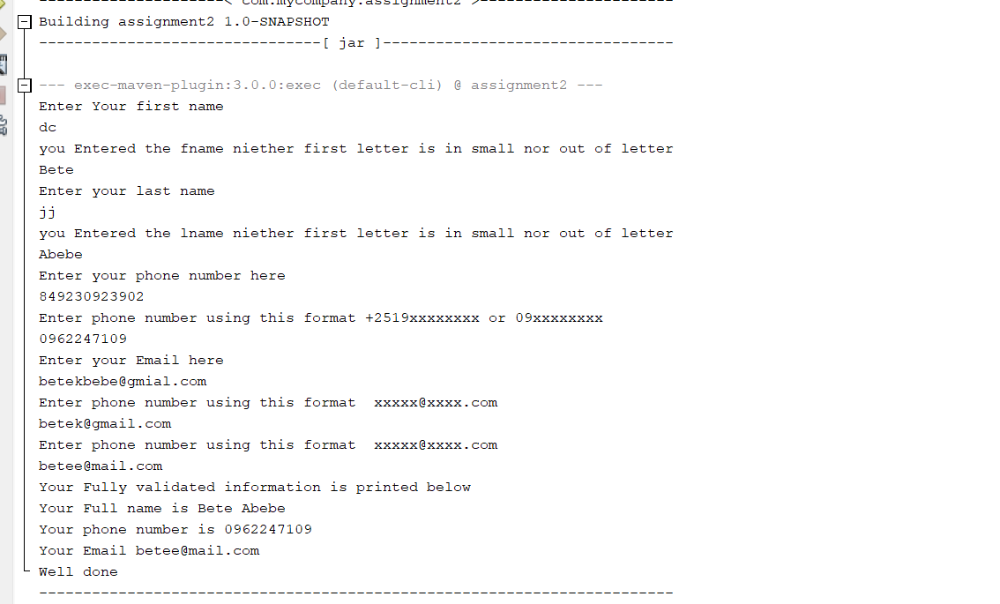 ----------------------< com.mycompany:assignment2 >----------------------
Building assignment2 1.0-SNAPSHOT
--------------------------------[ jar ]---------------------------------
--- exec-maven-plugin:3.0.0:exec (default-cli) @ assignment2 ---
Enter Your first name
dc
you Entered the fname niether first letter is in small nor out of letter
Bete
Enter your last name
jj
you Entered the lname niether first letter is in small nor out of letter
Abebe
Enter your phone number here
849230923902
Enter phone number using this format +2519xxxxxxxx or 09xxxxxxxx
0962247109
Enter your Email here
betekbebe@gmial.com
Enter phone number using this format  xxxxx@xxxx.com
betek@gmail.com
Enter phone number using this format  xxxxx@xxxx.com
betee@mail.com
Your Fully validated information is printed below
Your Full name is Bete Abebe
Your phone number is 0962247109
Your Email betee@mail.com
Well done
------------------------------------------------------------------------